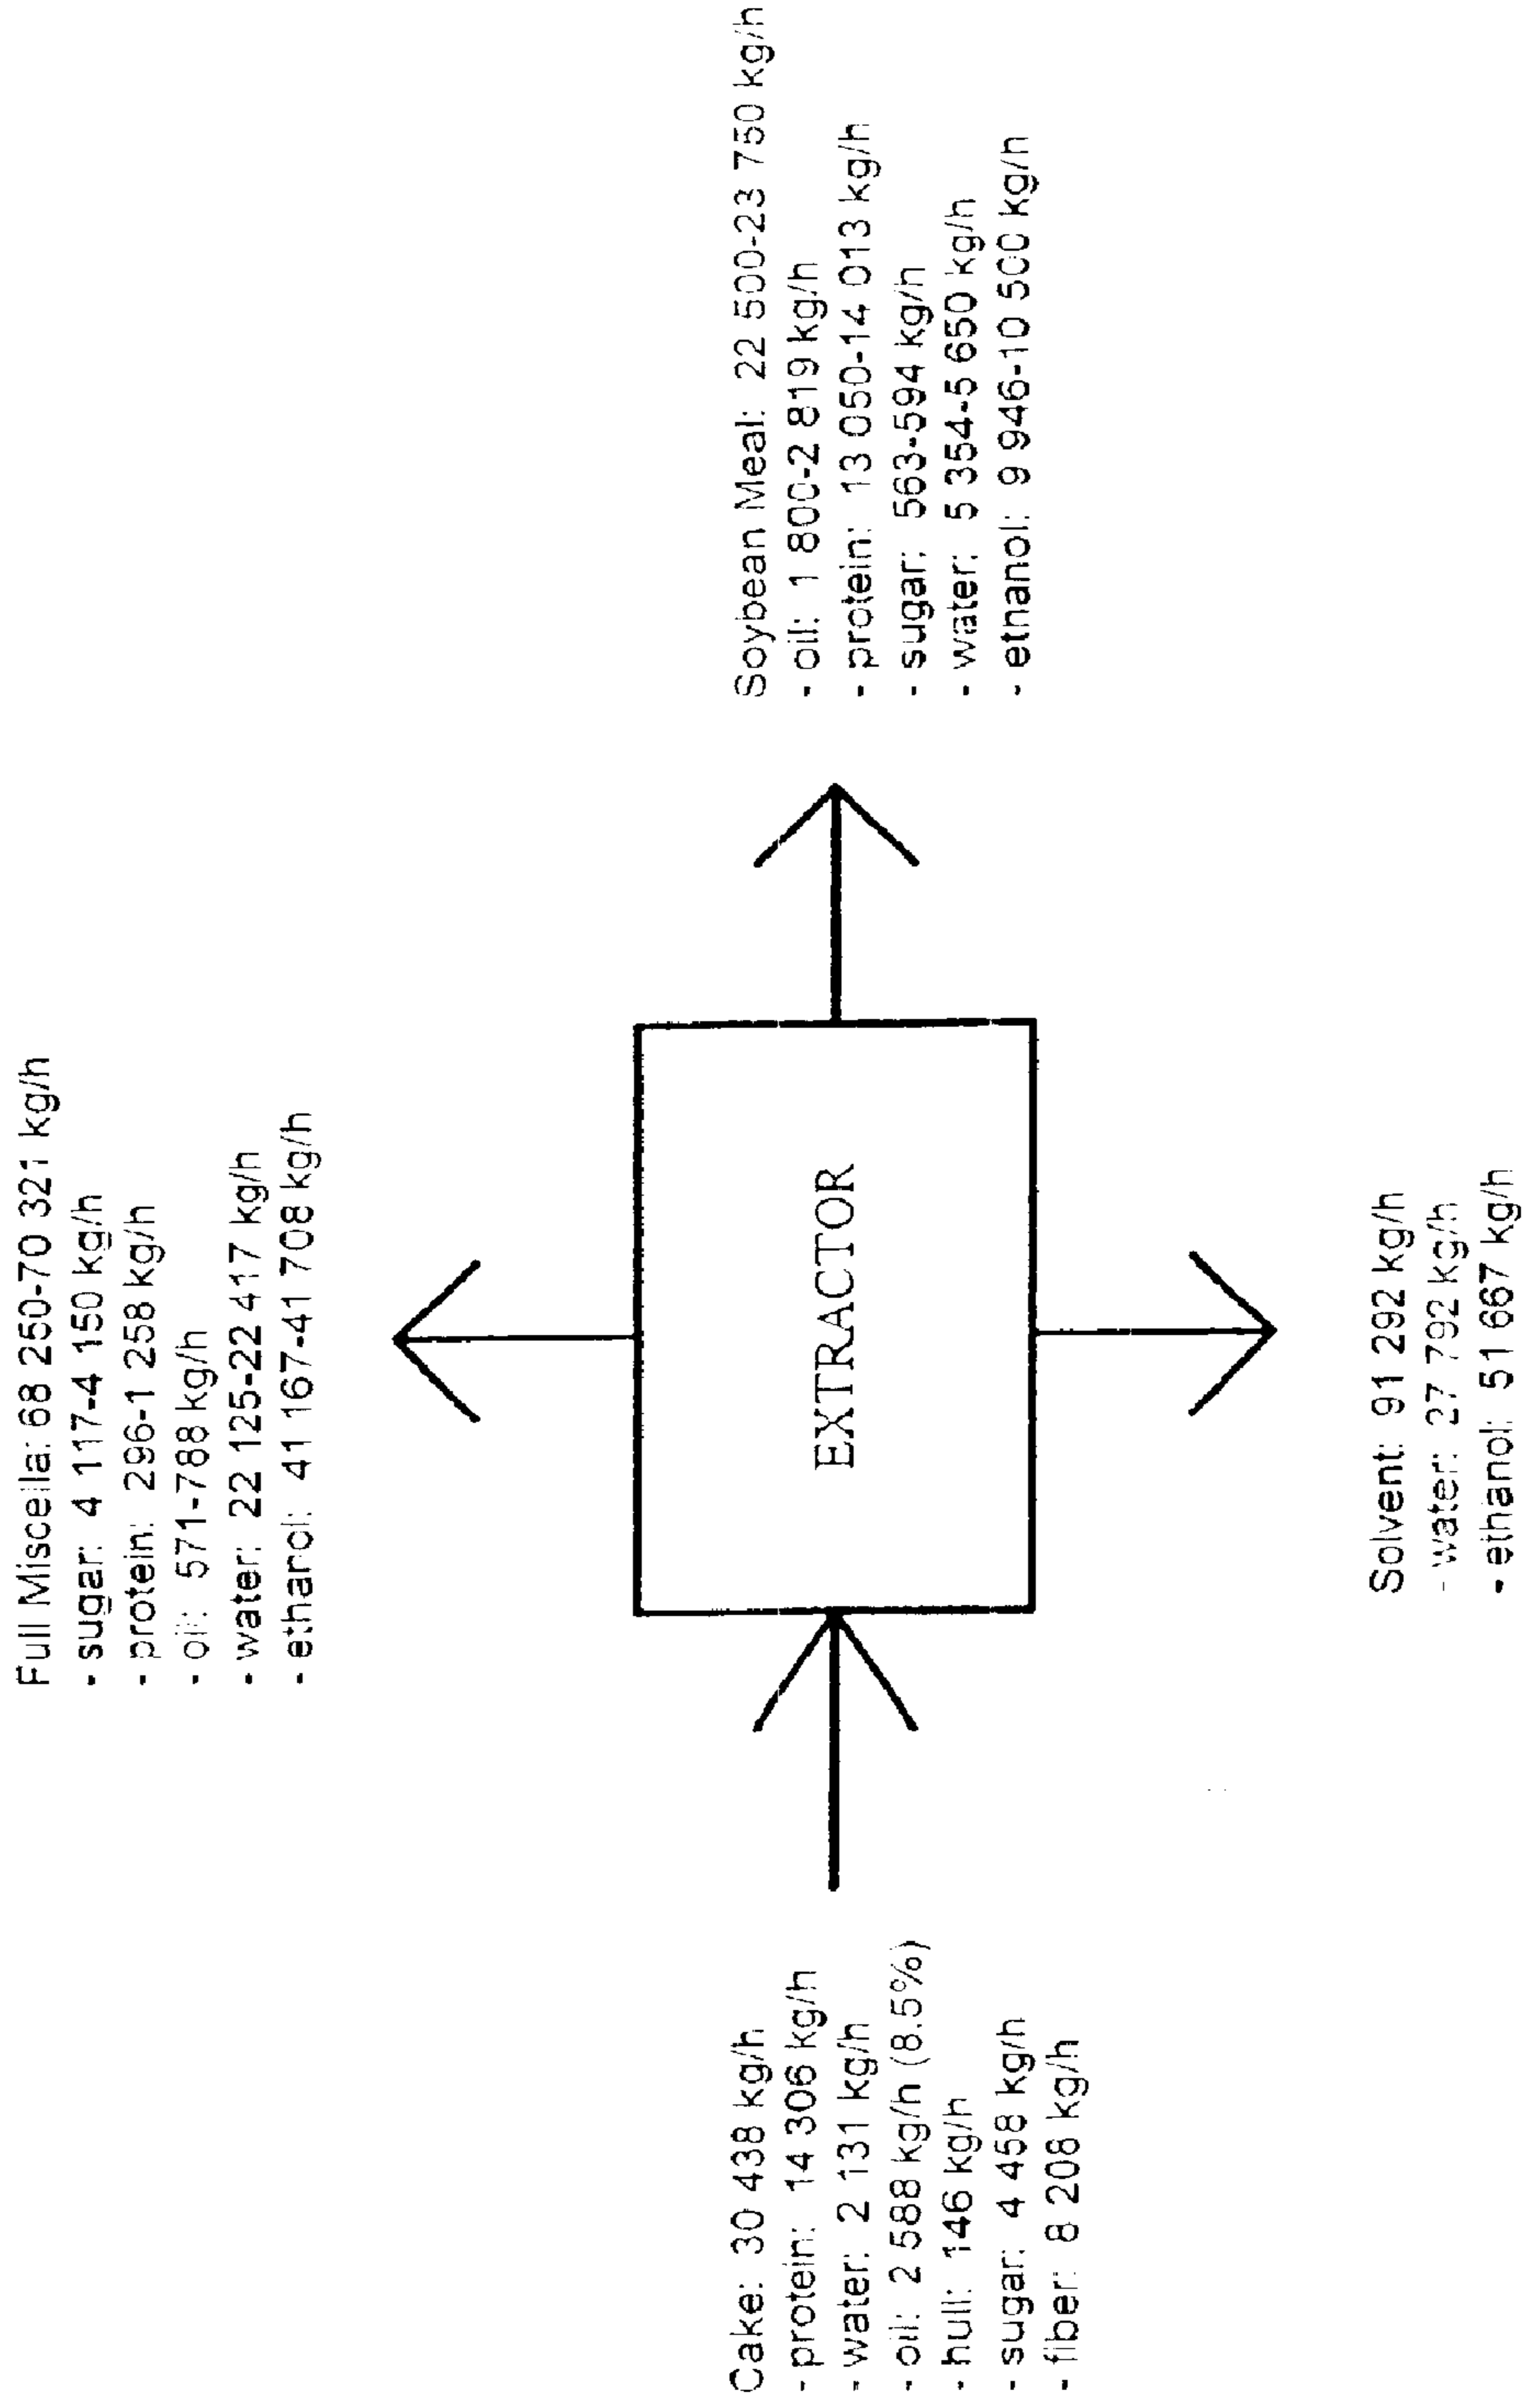 Full Miscella: 68 250-70 321 kg/h
- sugar: 4 117-4 150 kg/h
- protein: 296-1 258 kg/h
- oil: 571-788 kg/h
- water: 22 125-22 417 kg/h
- ethanol: 41 167-41 708 kg/h
Cake: 30 438 kg/h
- protein: 14 306 kg/h
- water: 2 131 kg/h
- oil: 2 588 kg/h (8.5%)
- hull: 146 kg/h
- sugar: 4 458 kg/h
- fiber: 8 208 kg/h
EXTRACTOR
Soybean Meal: 22 500-23 750 kg/h
- oil: 1 800-2 819 kg/h
- protein: 13 050-14 013 kg/h
- sugar: 563-594 kg/h
- water: 5 354-5 650 kg/h
- ethanol: 9 946-10 500 kg/h
Solvent: 91 292 kg/h
- water: 27 792 kg/h
- ethanol: 51 667 kg/h